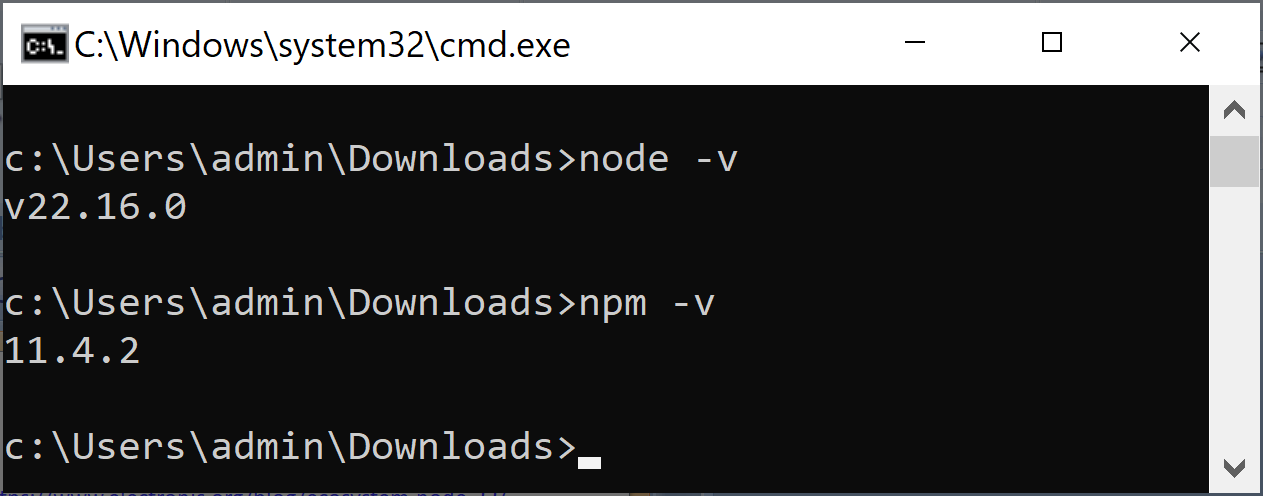 C:\Windows\system32\cmd.exe
c:\Users\admin\Downloads>node -v
v22.16.0
c:\Users\admin\Downloads>npm -v
11.4.2
c:\Users\admin\Downloads>